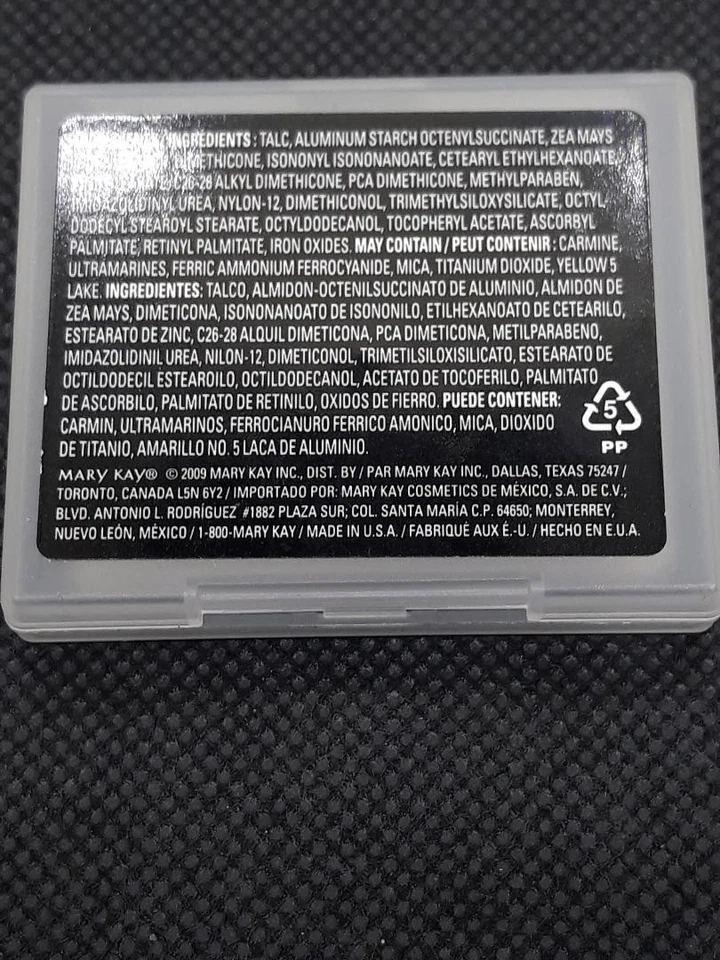 INGREDIENTS : TALC, ALUMINUM STARCH OCTENYLSUCCINATE, ZEA MAYS
DIMETHICONE, ISONONYL ISONONANOATE, CETEARYL ETHYLHEXANOATE,
C26-28 ALKYL DIMETHICONE, PCA DIMETHICONE, METHYLPARABEN,
IMIDAZOLIDINYL UREA, NYLON-12, DIMETHICONOL, TRIMETHYLSILOXYSILICATE, OCTYL
DODECYL STEAROYL STEARATE, OCTYLDODECANOL, TOCOPHERYL ACETATE, ASCORBYL
PALMITATE, RETINYL PALMITATE, IRON OXIDES. MAY CONTAIN / PEUT CONTENIR : CARMINE,
ULTRAMARINES, FERRIC AMMONIUM FERROCYANIDE, MICA, TITANIUM DIOXIDE, YELLOW 5
LAKE. INGREDIENTES: TALCO, ALMIDON-OCTENILSUCCINATO DE ALUMINIO, ALMIDON DE
ZEA MAYS, DIMETICONA, ISONONANOATO DE ISONONILO, ETILHEXANOATO DE CETEARILO,
ESTEARATO DE ZINC, C26-28 ALQUIL DIMETICONA, PCA DIMETICONA, METILPARABENO,
IMIDAZOLIDINIL UREA, NILON-12, DIMETICONOL, TRIMETILSILOXISILICATO, ESTEARATO DE
OCTILDODECIL ESTEAROILO, OCTILDODECANOL, ACETATO DE TOCOFERILO, PALMITATO
DE ASCORBILO, PALMITATO DE RETINILO, OXIDOS DE FIERRO. PUEDE CONTENER:
CARMIN, ULTRAMARINOS, FERROCIANURO FERRICO AMONICO, MICA, DIOXIDO
DE TITANIO, AMARILLO NO. 5 LACA DE ALUMINIO.
5
PP
MARY KAY® © 2009 MARY KAY INC., DIST. BY / PAR MARY KAY INC., DALLAS, TEXAS 75247 /
TORONTO, CANADA L5N 6Y2 / IMPORTADO POR: MARY KAY COSMETICS DE MÉXICO, S.A. DE C.V.;
BLVD. ANTONIO L. RODRÍGUEZ #1882 PLAZA SUR; COL. SANTA MARÍA C.P. 64650; MONTERREY,
NUEVO LEÓN, MÉXICO / 1-800-MARY KAY / MADE IN U.S.A. / FABRIQUÉ AUX É.-U. / HECHO EN E.U.A.